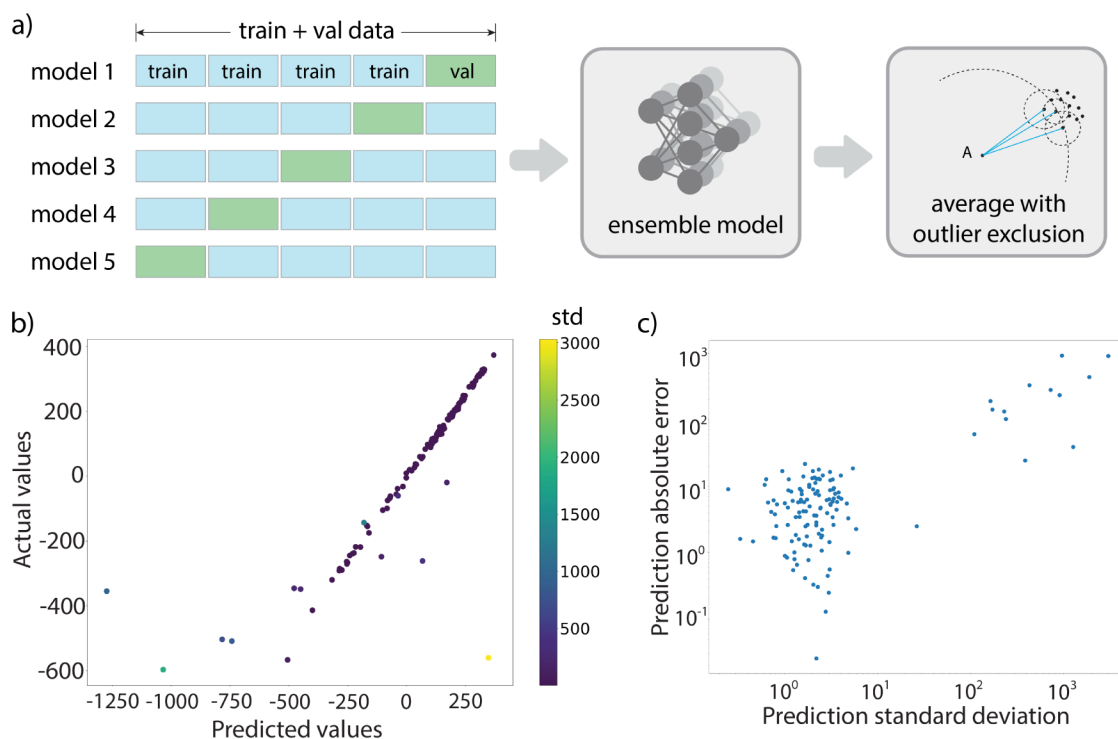 a)
train + val data
model 1
train train train train val
model 2
model 3
model 4
model 5
ensemble model
A
average with
outlier exclusion
b)
std
400
200
0
-200
-400
-600
Actual values
-1250 -1000 -750 -500 -250 0 250
Predicted values
3000
2500
2000
1500
1000
500
c)
10³
10²
10¹
10⁰
10⁻¹
Prediction absolute error
10⁰ 10¹ 10² 10³
Prediction standard deviation